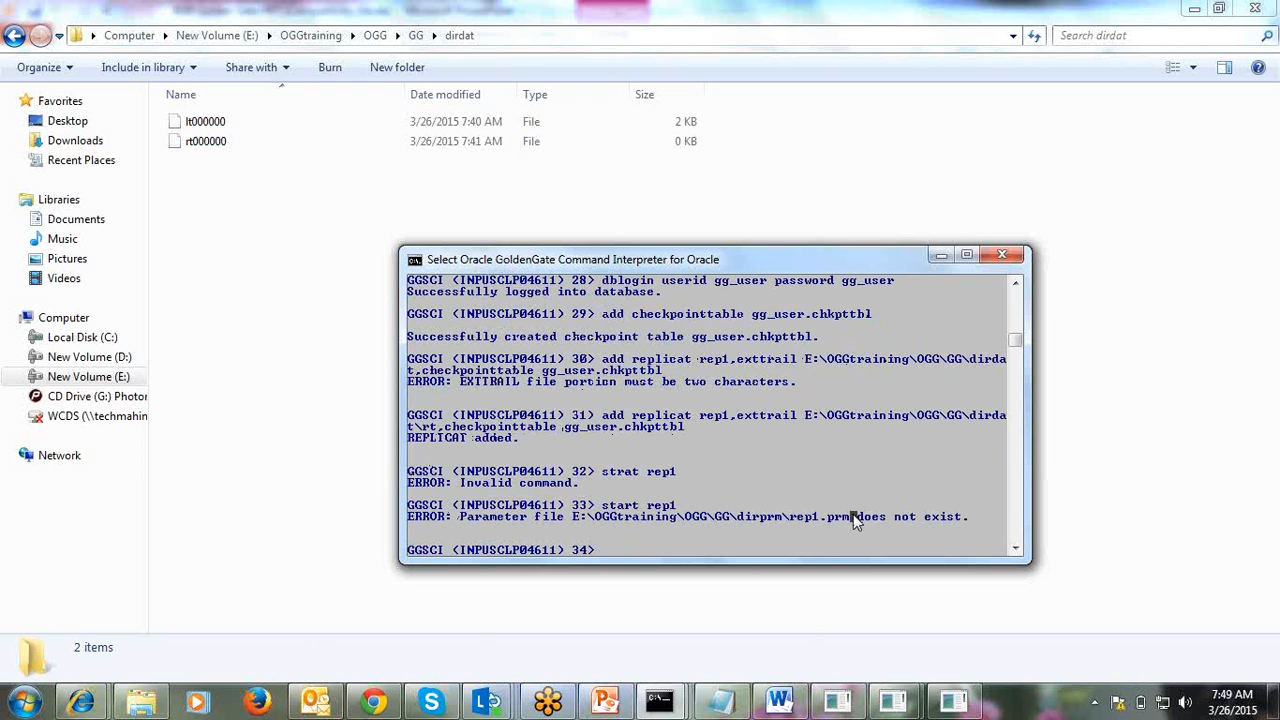 Computer
New Volume (E:)
OGGtraining
OGG
GG
dirdat
Search dirdat
Organize
Include in library
Share with
Burn
New folder
Name
Date modified
Type
Size
Favorites
Desktop
Downloads
Recent Places
Libraries
Documents
Music
Pictures
Videos
Computer
Local Disk (C:)
New Volume (D:)
New Volume (E:)
CD Drive (G:) Photor
WCDS (\\techmahin
Network
lt000000
3/26/2015 7:40 AM
File
2 KB
rt000000
3/26/2015 7:41 AM
File
0 KB
Select Oracle GoldenGate Command Interpreter for Oracle
GGSCI (INPUSCLP04611) 28> dblogin userid gg_user password gg_user
Successfully logged into database.
GGSCI (INPUSCLP04611) 29> add checkpointtable gg_user.chkpttbl
Successfully created checkpoint table gg_user.chkpttbl.
GGSCI (INPUSCLP04611) 30> add replicat rep1,exttrail E:\OGGtraining\OGG\GG\dirda
t,checkpointtable gg_user.chkpttbl
ERROR: EXTTRAIL file portion must be two characters.
GGSCI (INPUSCLP04611) 31> add replicat rep1,exttrail E:\OGGtraining\OGG\GG\dirda
t\rt,checkpointtable gg_user.chkpttbl
REPLICAT added.
GGSCI (INPUSCLP04611) 32> strat rep1
ERROR: Invalid command.
GGSCI (INPUSCLP04611) 33> start rep1
ERROR: Parameter file E:\OGGtraining\OGG\GG\dirprm\rep1.prm does not exist.
GGSCI (INPUSCLP04611) 34>
2 items
7:49 AM
3/26/2015